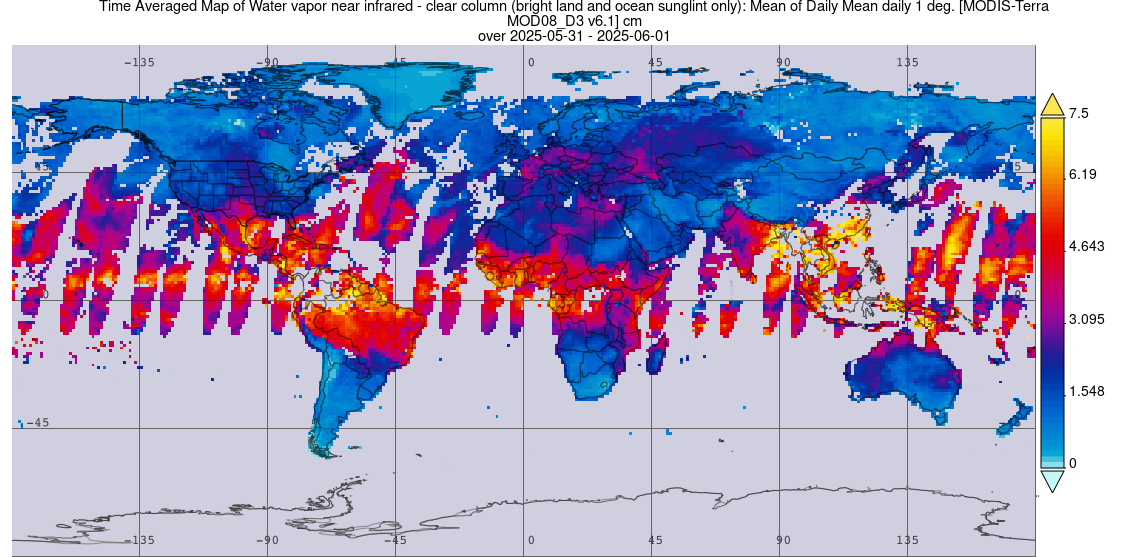 Time Averaged Map of Water vapor near infrared - clear column (bright land and ocean sunglint only): Mean of Daily Mean daily 1 deg. [MODIS-Terra
MOD08_D3 v6.1] cm
over 2025-05-31 - 2025-06-01
-135 -90 -45 0 45 90 135
7.5
6.19
4.643
3.095
1.548
0
5
0
-45
-135 -90 -45 0 45 90 135